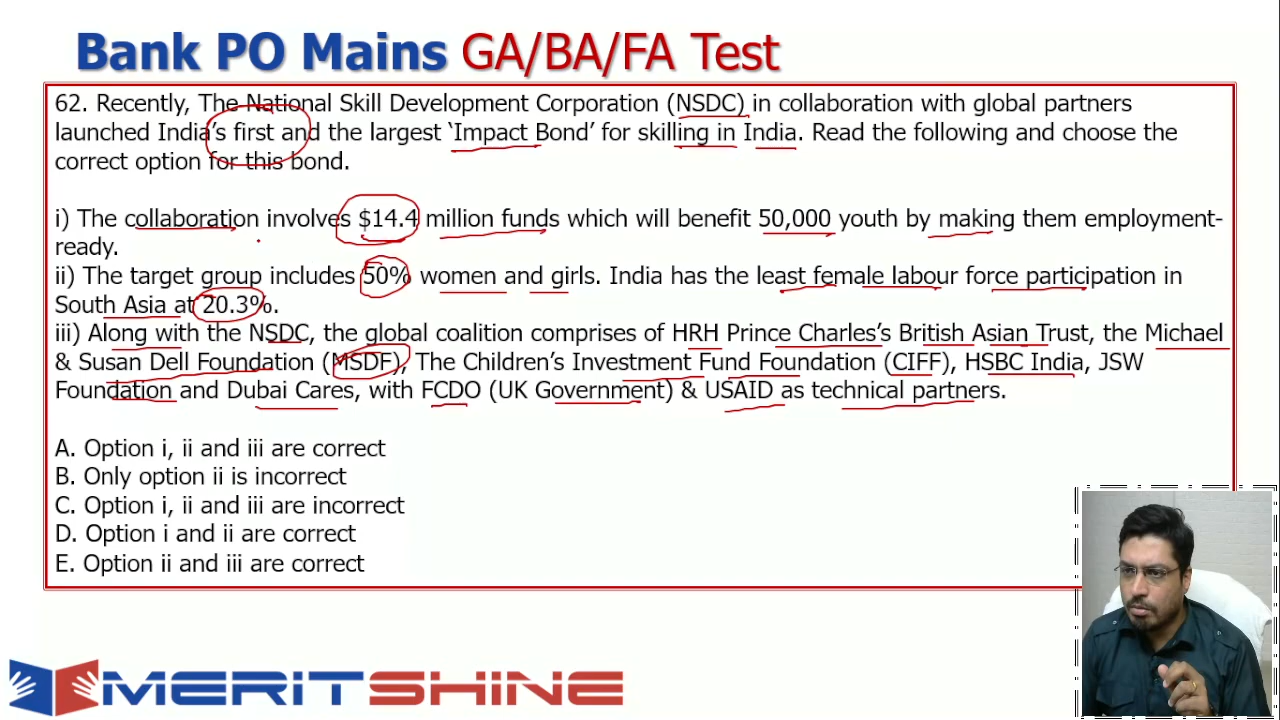 Bank PO Mains GA/BA/FA Test
62. Recently, The National Skill Development Corporation (NSDC) in collaboration with global partners
launched India's first and the largest ‘Impact Bond’ for skilling in India. Read the following and choose the
correct option for this bond.
i) The collaboration involves $14.4 million funds which will benefit 50,000 youth by making them employment-
ready.
ii) The target group includes 50% women and girls. India has the least female labour force participation in
South Asia at 20.3%.
iii) Along with the NSDC, the global coalition comprises of HRH Prince Charles’s British Asian Trust, the Michael
& Susan Dell Foundation (MSDF), The Children’s Investment Fund Foundation (CIFF), HSBC India, JSW
Foundation and Dubai Cares, with FCDO (UK Government) & USAID as technical partners.
A. Option i, ii and iii are correct
B. Only option ii is incorrect
C. Option i, ii and iii are incorrect
D. Option i and ii are correct
E. Option ii and iii are correct
MERITSHINE